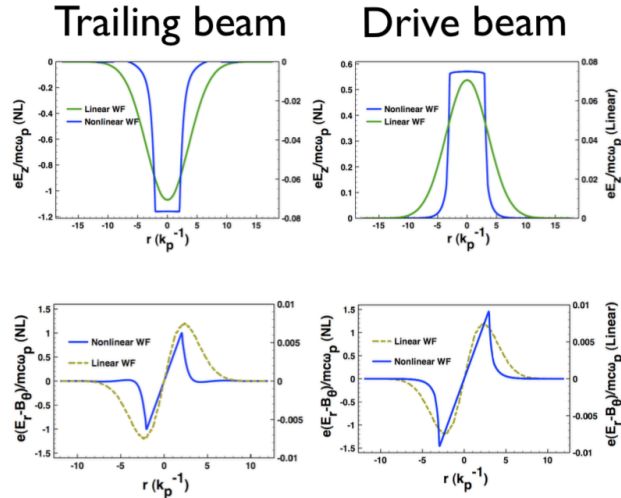 Trailing beam
Drive beam
eE_z/mcω_p (NL)
0
-0.2
-0.4
-0.6
-0.8
-1
-1.2
Linear WF
Nonlinear WF
0
-0.02
-0.04
-0.06
-0.08
-15 -10 -5 0 5 10 15
r (k_p^-1)
eE_z/mcω_p (NL)
0.6
0.5
0.4
0.3
0.2
0.1
0
Nonlinear WF
Linear WF
0.08
0.06
0.04
0.02
0
eE_z/mcω_p (Linear)
-15 -10 -5 0 5 10 15
r (k_p^-1)
e(E_r-B_θ)/mcω_p (NL)
1.5
1
0.5
0
-0.5
-1
-1.5
Nonlinear WF
Linear WF
0.01
0.005
0
-0.005
-0.01
-10 -5 0 5 10
r (k_p^-1)
e(E_r-B_θ)/mcω_p (NL)
1.5
1
0.5
0
-0.5
-1
-1.5
Linear WF
Nonlinear WF
0.01
0.005
0
-0.005
-0.01
e(E_r-B_θ)/mcω_p (Linear)
-10 -5 0 5 10
r (k_p^-1)